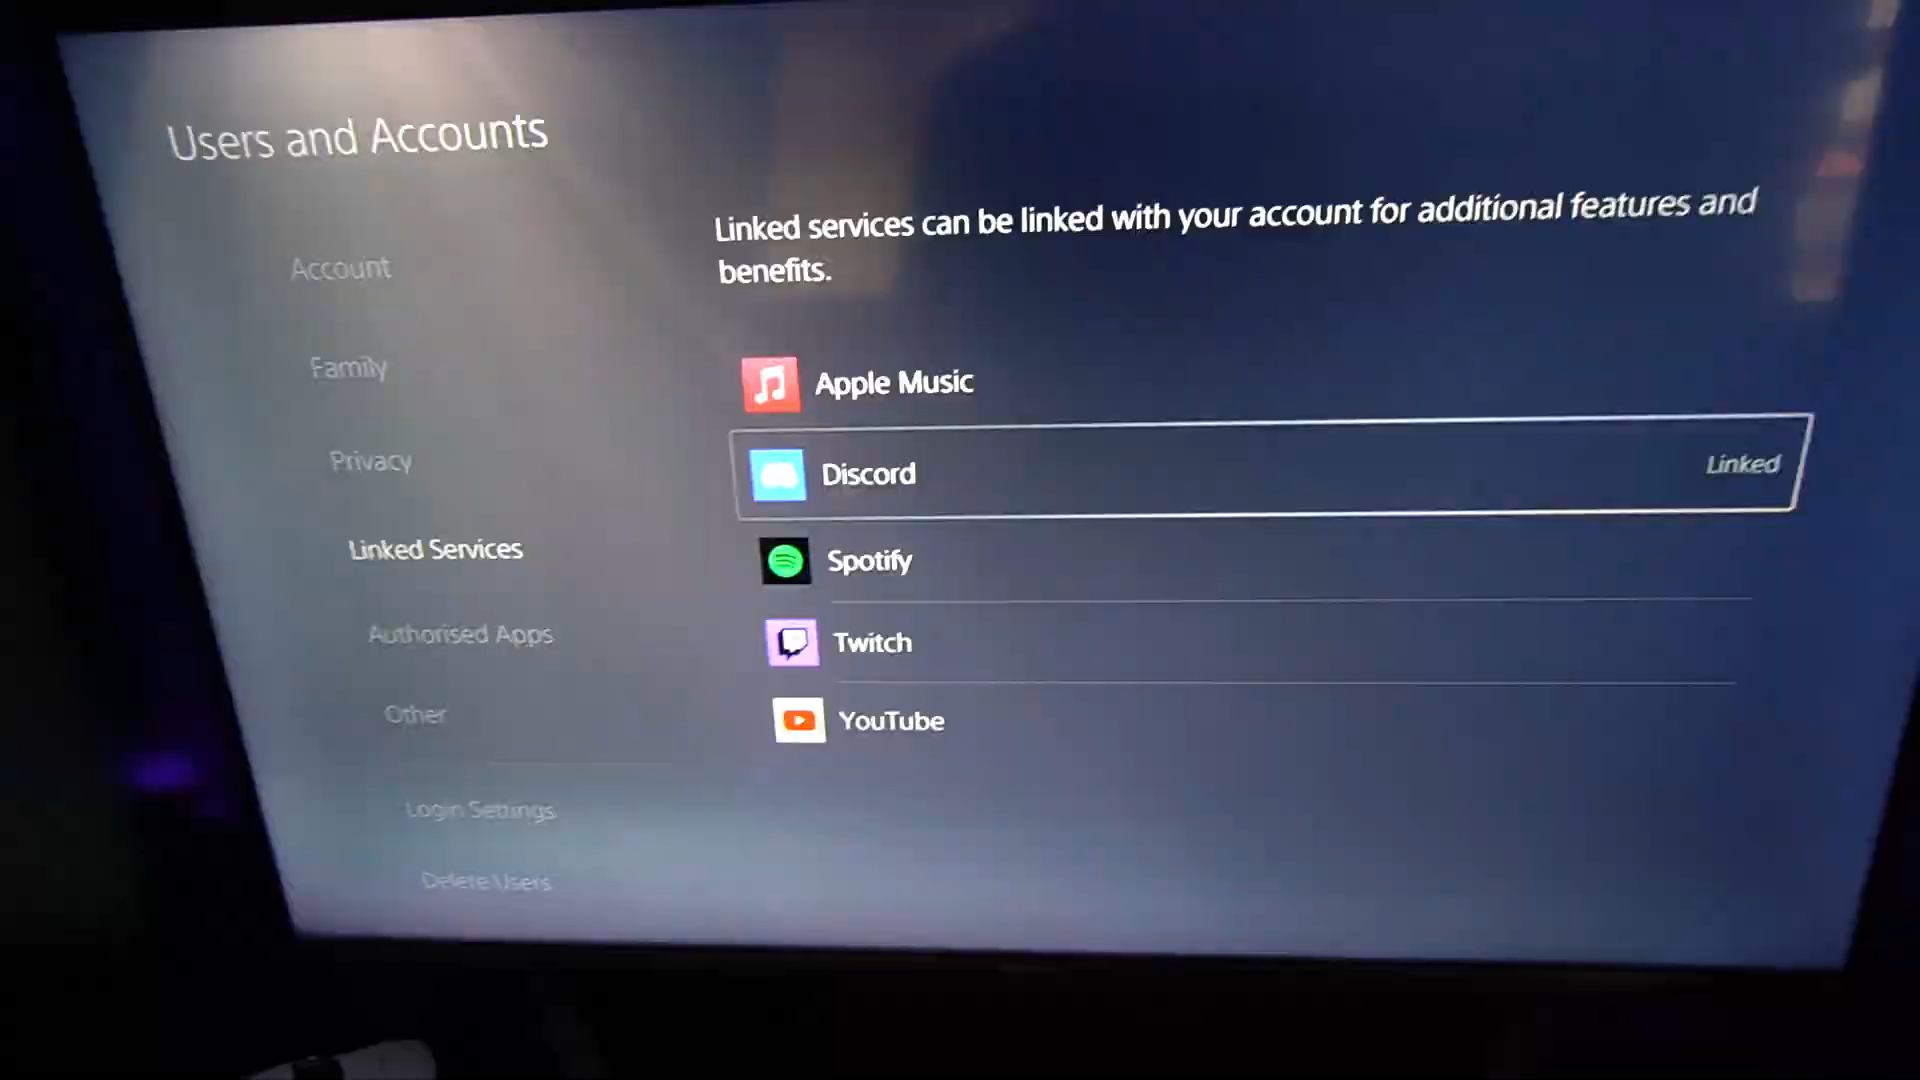 Users and Accounts
Account
Family
Privacy
Linked Services
Authorised Apps
Other
Login Settings
Delete Users
Linked services can be linked with your account for additional features and
benefits.
Apple Music
Discord Linked
Spotify
Twitch
YouTube